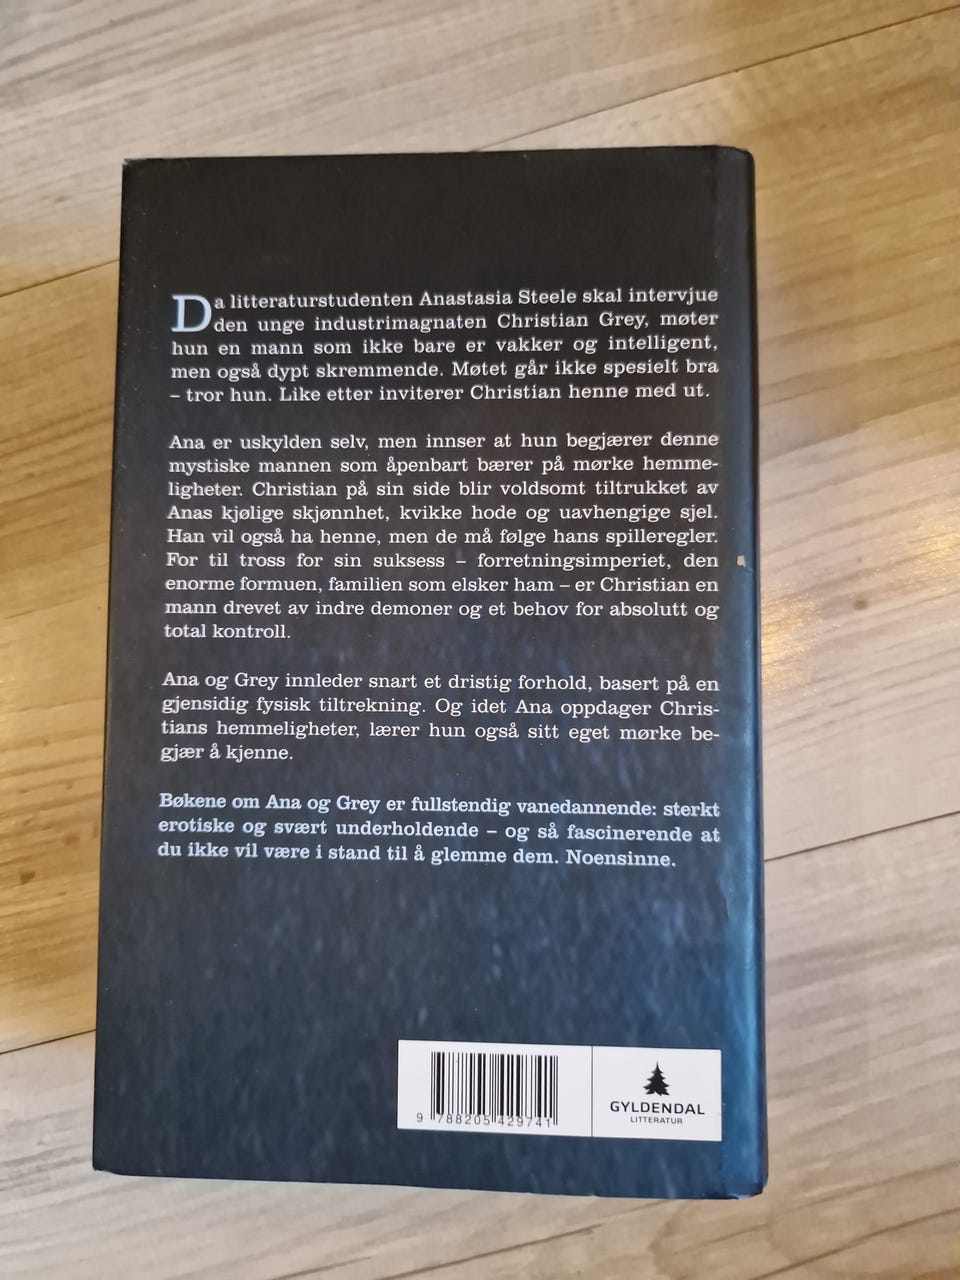 Da litteraturstudenten Anastasia Steele skal intervjue
den unge industrimagnaten Christian Grey, møter
hun en mann som ikke bare er vakker og intelligent,
men også dypt skremmende. Møtet går ikke spesielt bra
– tror hun. Like etter inviterer Christian henne med ut.
Ana er uskylden selv, men innser at hun begjærer denne
mystiske mannen som åpenbart bærer på mørke hemme-
ligheter. Christian på sin side blir voldsomt tiltrukket av
Anas kjølige skjønnhet, kvikke hode og uavhengige sjel.
Han vil også ha henne, men de må følge hans spilleregler.
For til tross for sin suksess – forretningsimperiet, den
enorme formuen, familien som elsker ham – er Christian en
mann drevet av indre demoner og et behov for absolutt og
total kontroll.
Ana og Grey innleder snart et dristig forhold, basert på en
gjensidig fysisk tiltrekning. Og idet Ana oppdager Chris-
tians hemmeligheter, lærer hun også sitt eget mørke be-
gjær å kjenne.
Bøkene om Ana og Grey er fullstendig vanedannende: sterkt
erotiske og svært underholdende – og så fascinerende at
du ikke vil være i stand til å glemme dem. Noensinne.
9 788205 429741
GYLDENDAL
LITTERATUR